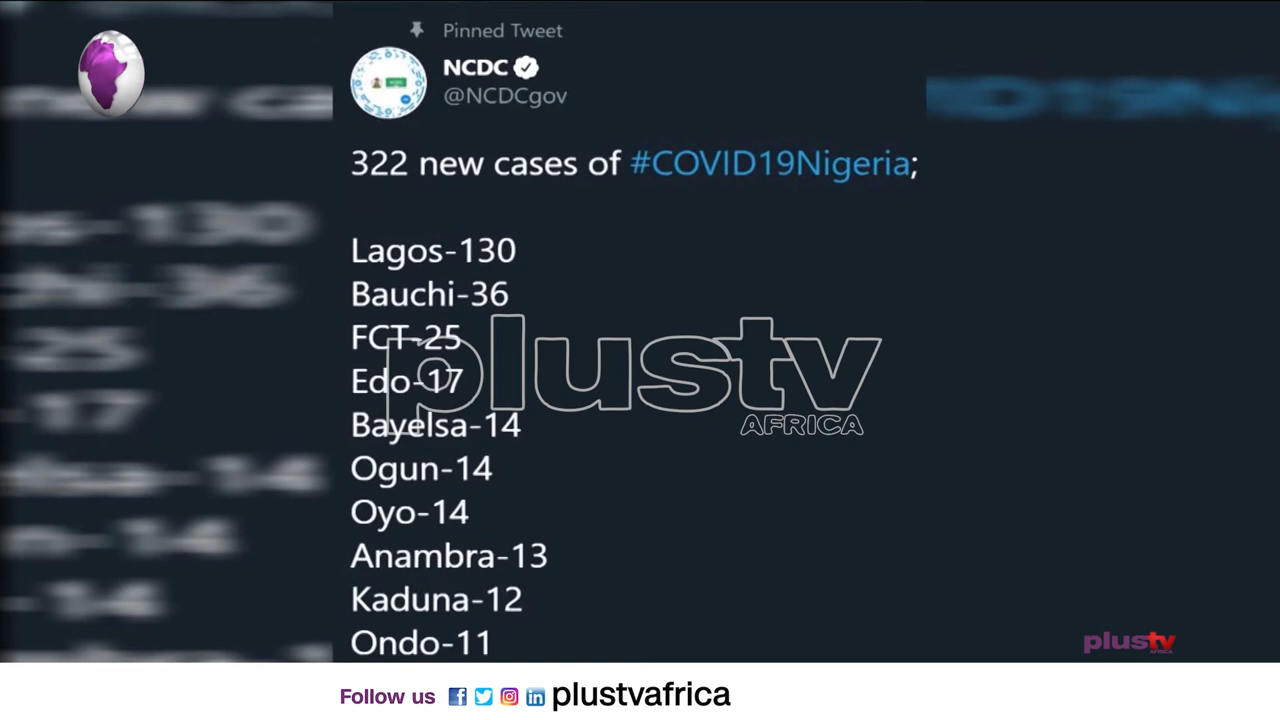 Pinned Tweet
NCDC
@NCDCgov
322 new cases of #COVID19Nigeria;
Lagos-130
Bauchi-36
FCT-25
Edo-17
Bayelsa-14
Ogun-14
Oyo-14
Anambra-13
Kaduna-12
Ondo-11
plustv
AFRICA
plustv
AFRICA
Follow us plustvafrica